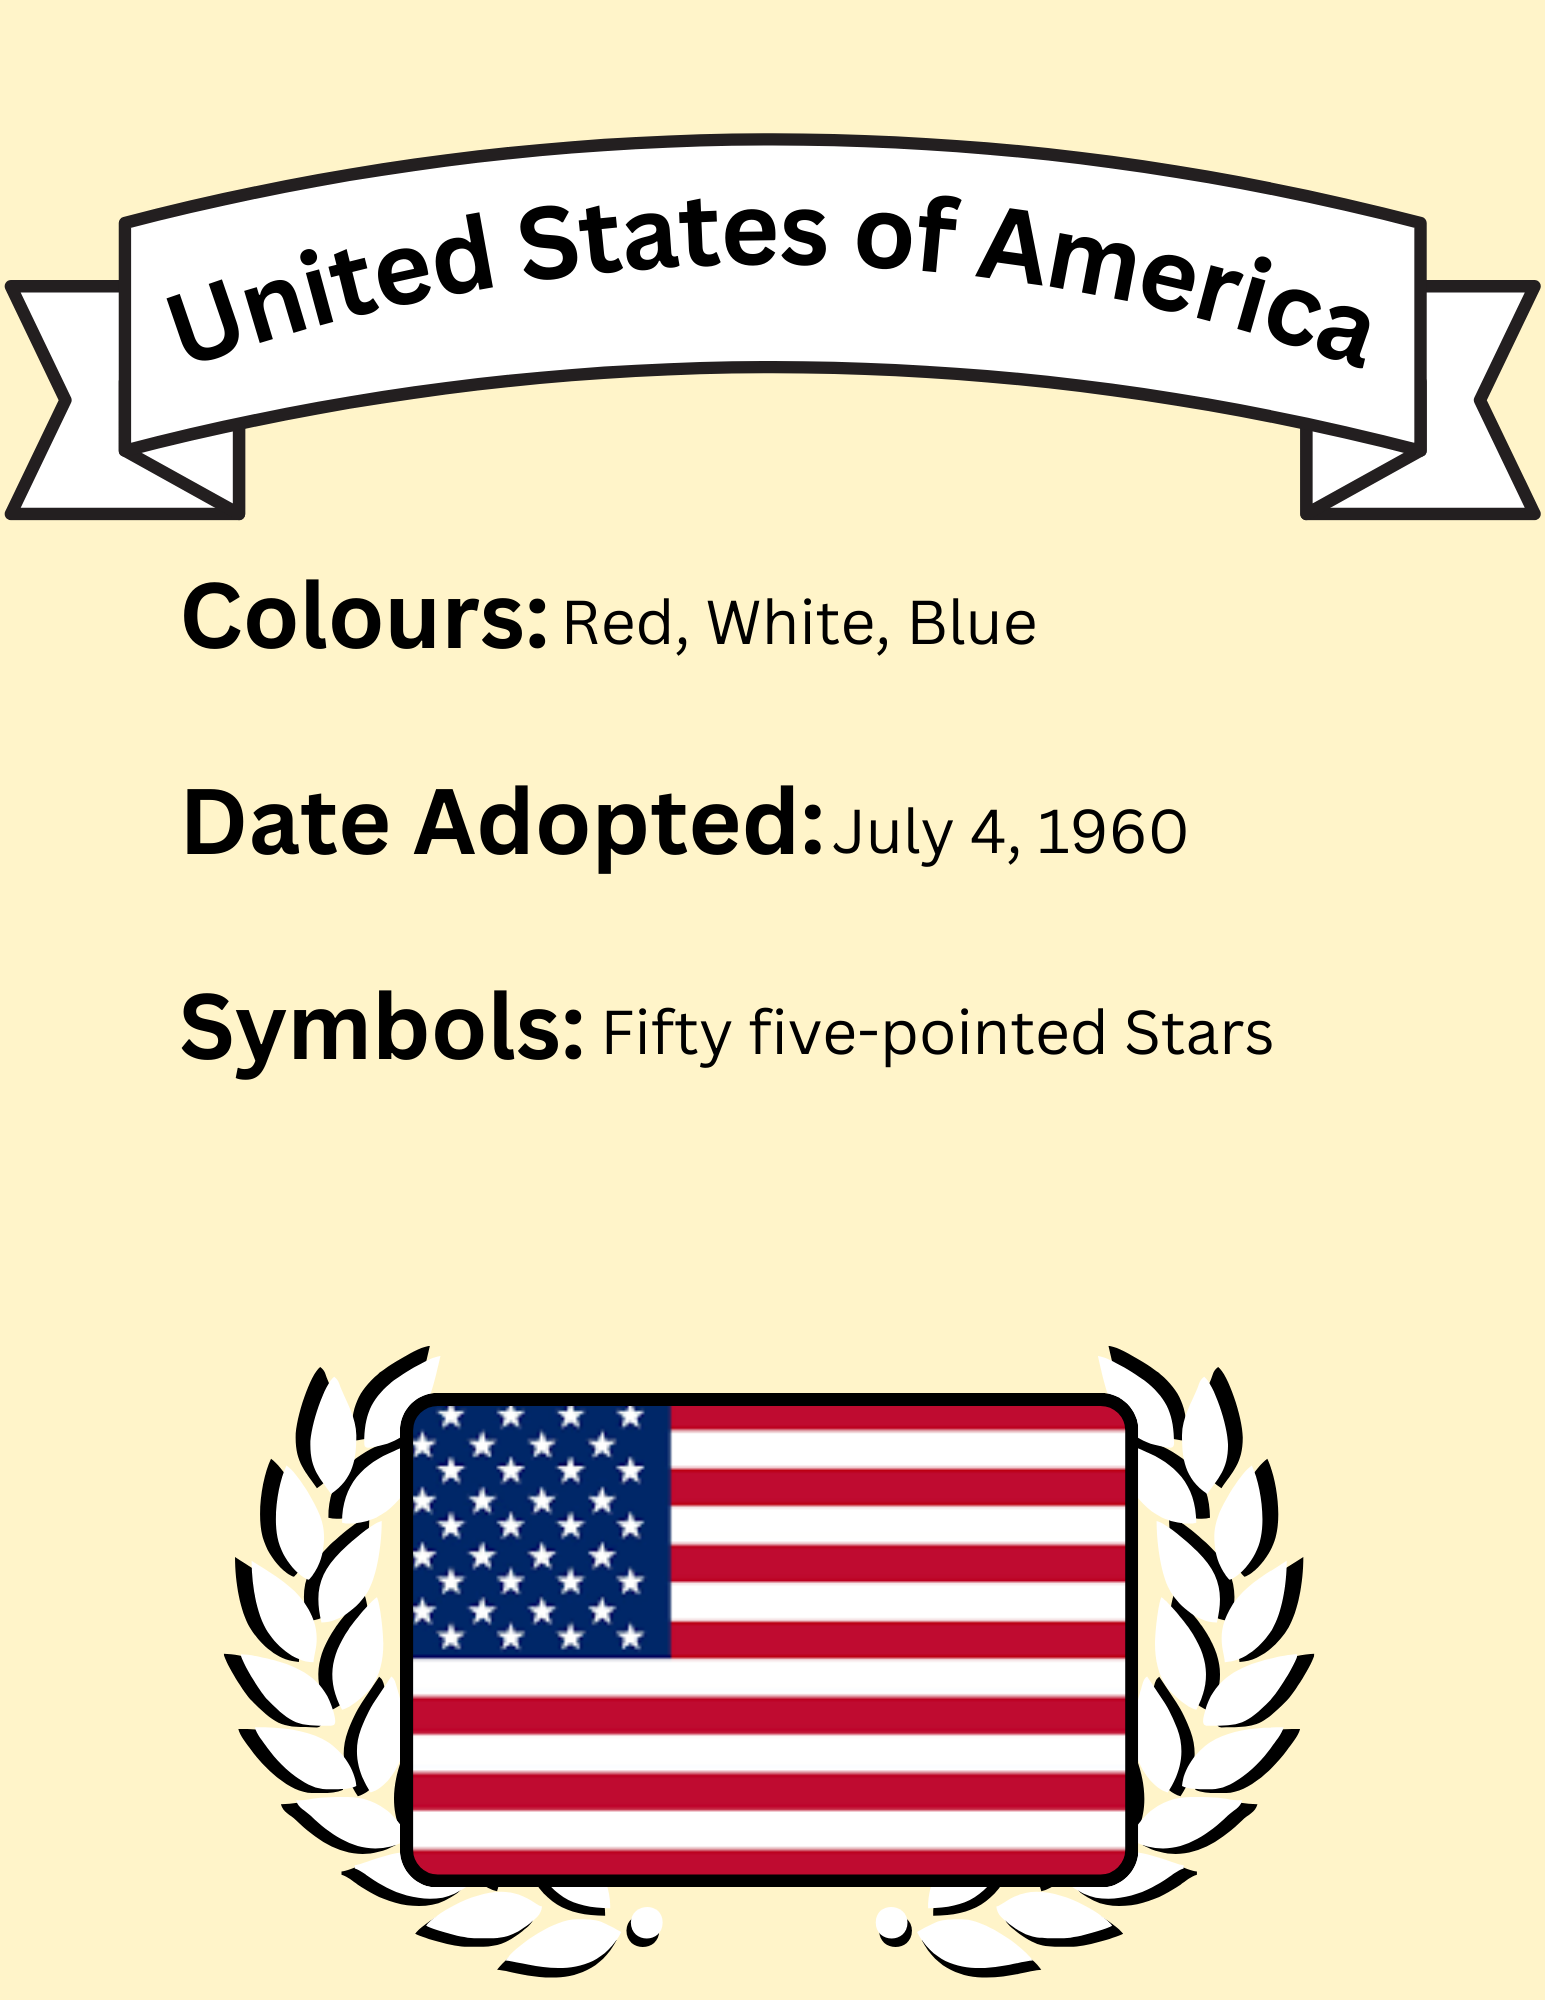 United States of America
Colours: Red, White, Blue
Date Adopted: July 4, 1960
Symbols: Fifty five-pointed Stars